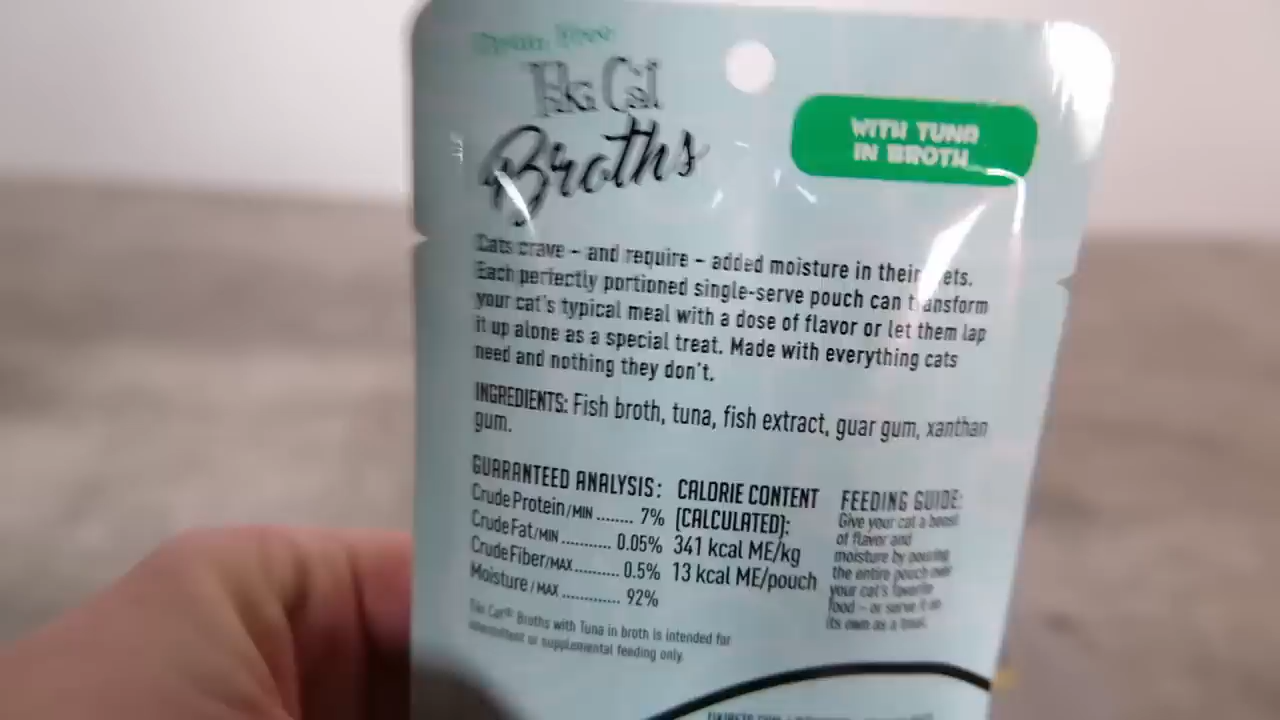 Grain Free
Tiki Cat
Broths
WITH TUNA
IN BROTH
Cats crave – and require – added moisture in their ets.
Each perfectly portioned single-serve pouch can t ansform
your cat's typical meal with a dose of flavor or let them lap
it up alone as a special treat. Made with everything cats
need and nothing they don't.
INGREDIENTS: Fish broth, tuna, fish extract, guar gum, xanthan
gum.
GUARANTEED ANALYSIS:
Crude Protein/MIN ........ 7%
Crude Fat/MIN ........... 0.05%
Crude Fiber/MAX .......... 0.5%
Moisture / MAX ............. 92%
CALORIE CONTENT
(CALCULATED):
341 kcal ME/kg
13 kcal ME/pouch
FEEDING GUIDE:
Give your cat a boost
of flavor and
moisture by pouring
the entire pouch over
your cat's favorite
food – or serve it on
its own as a treat.
Tiki Cat® Broths with Tuna in broth is intended for
intermittent or supplemental feeding only.